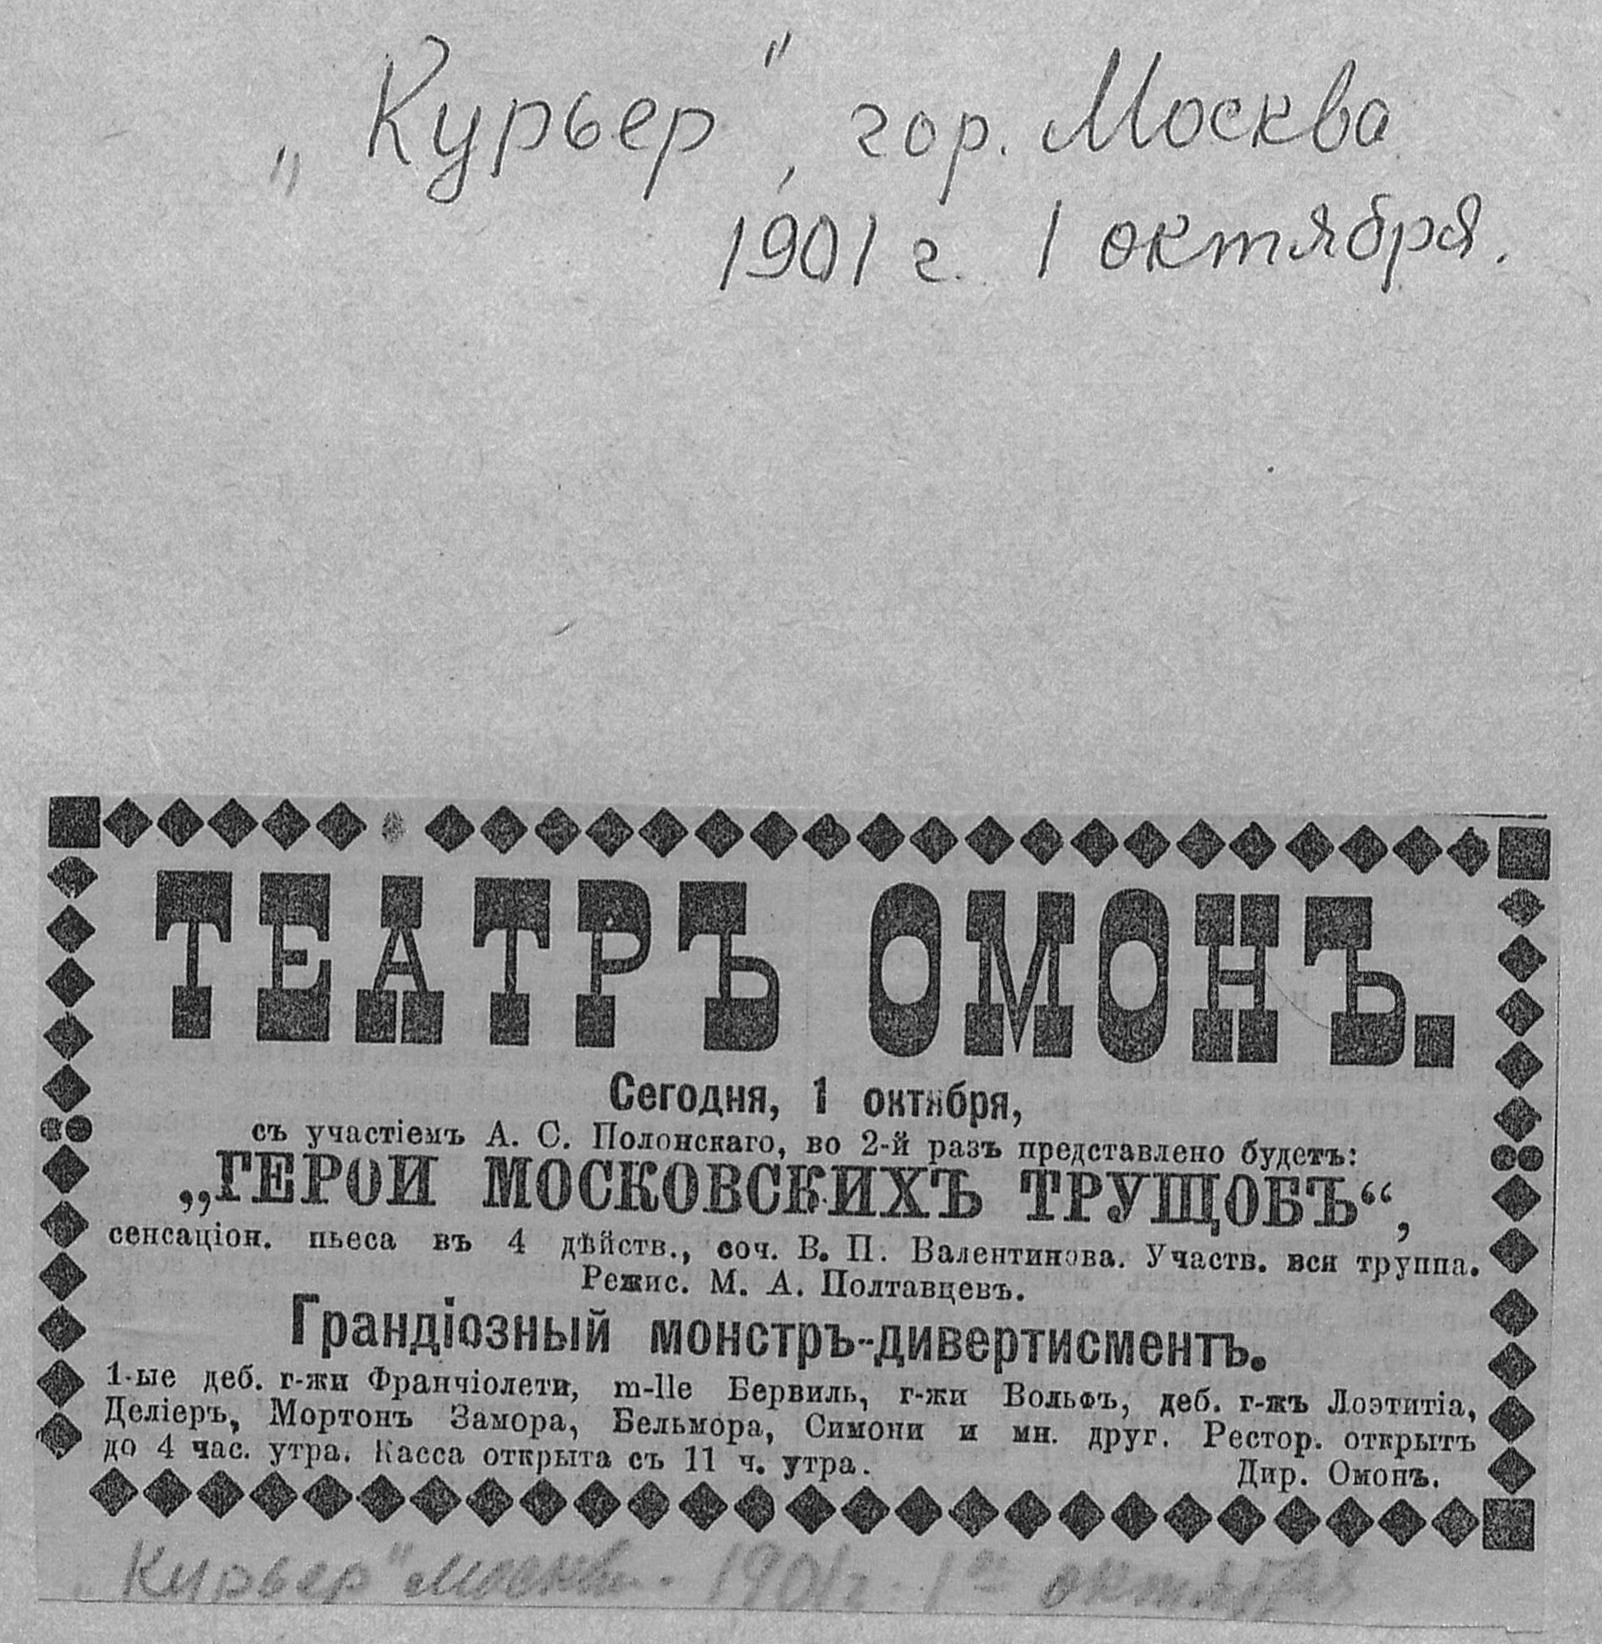 „Курьер“, гор. Москва
1901 г. 1 октября.
ТЕАТРЪ ОМОНЪ.
Сегодня, 1 октября,
съ участіемъ А. С. Полонскаго, во 2-й разъ представлено будетъ:
„ГЕРОИ МОСКОВСКИХЪ ТРУЩОБЪ“,
сенсаціон. пьеса въ 4 дѣйств., соч. В. П. Валентинова. Участв. вся труппа.
Режис. М. А. Полтавцевъ.
Грандіозный монстръ-дивертисментъ.
1-ые деб. г-жи Франчіолети, m-lle Бервиль, г-жи Вольфъ, деб. г-жъ Лоэтитіа,
Деліеръ, Мортонъ Замора, Бельмора, Симони и мн. друг. Рестор. открытъ
до 4 час. утра. Касса открыта съ 11 ч. утра. Дир. Омонъ.
„Курьер“ Москва. 1901 г. 1го октября